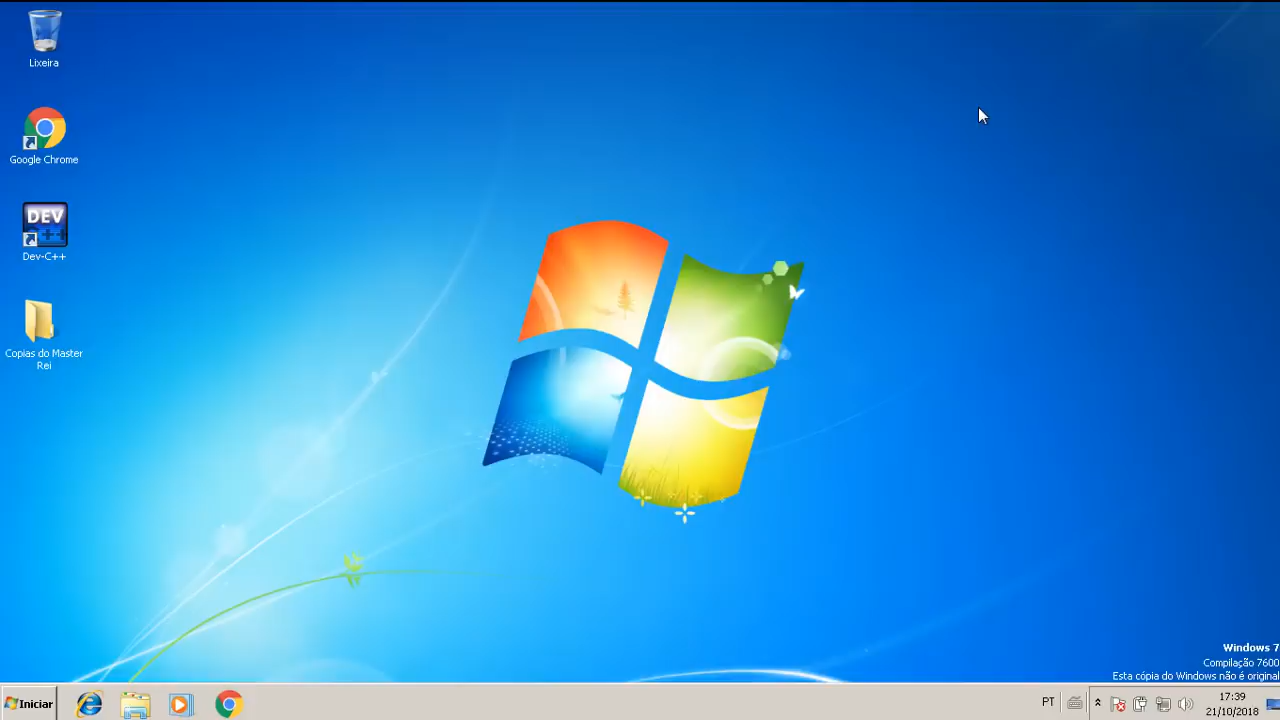 Lixeira
Google Chrome
DEV
Dev-C++
Copias do Master
Rei
Windows 7
Compilação 7600
Esta cópia do Windows não é original
Iniciar
PT
17:39
21/10/2018